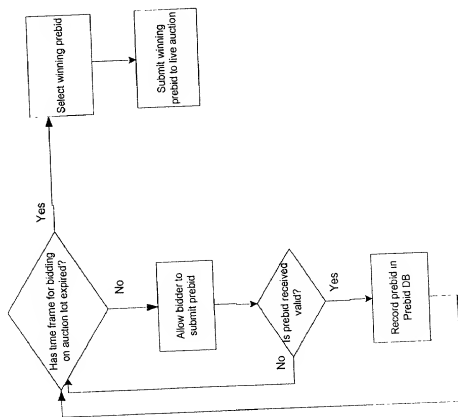 Has time frame for bidding
on auction lot expired?
Yes
Select winning prebid
Submit winning
prebid to live auction
No
Allow bidder to
submit prebid
Is prebid received
valid?
No
Yes
Record prebid in
Prebid DB